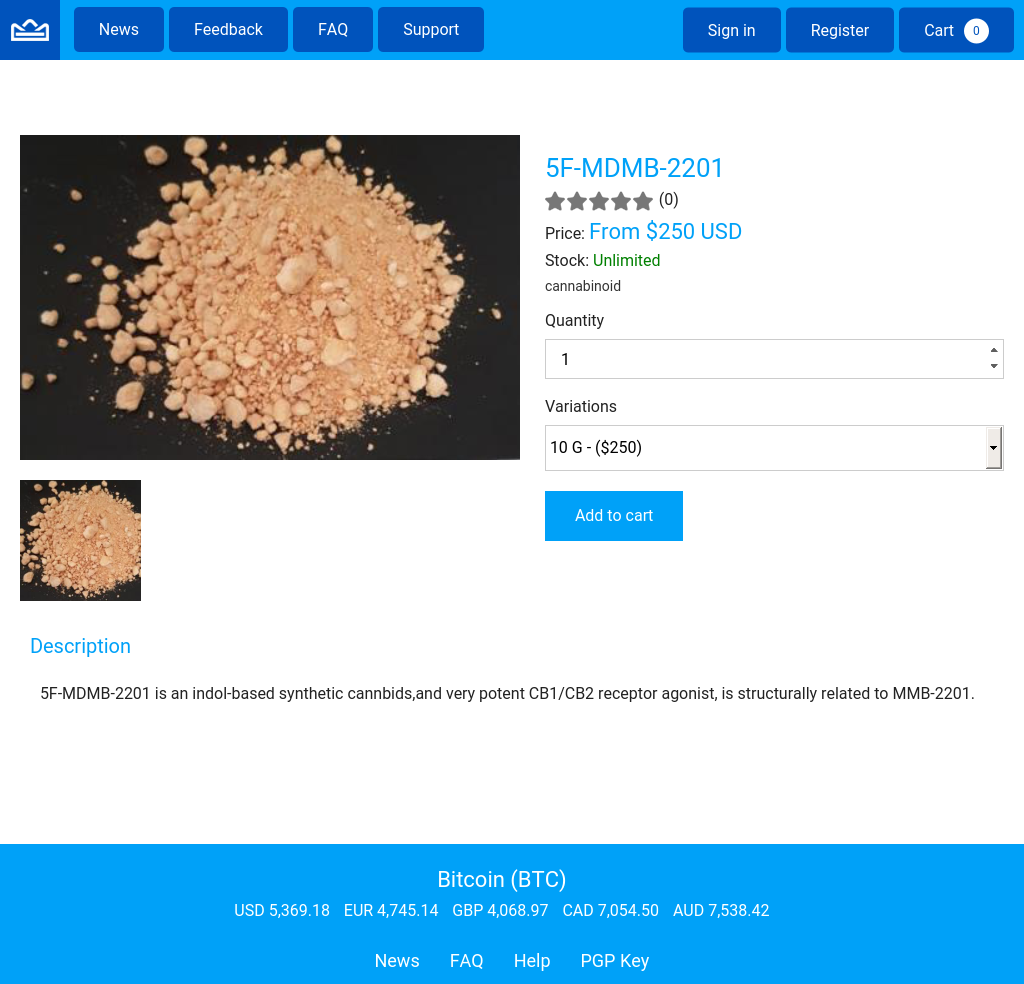 News Feedback FAQ Support Sign in Register Cart 0
5F-MDMB-2201
(0)
Price: From $250 USD
Stock: Unlimited
cannabinoid
Quantity
1
Variations
10 G - ($250)
Add to cart
Description
5F-MDMB-2201 is an indol-based synthetic cannbids,and very potent CB1/CB2 receptor agonist, is structurally related to MMB-2201.
Bitcoin (BTC)
USD 5,369.18 EUR 4,745.14 GBP 4,068.97 CAD 7,054.50 AUD 7,538.42
News FAQ Help PGP Key